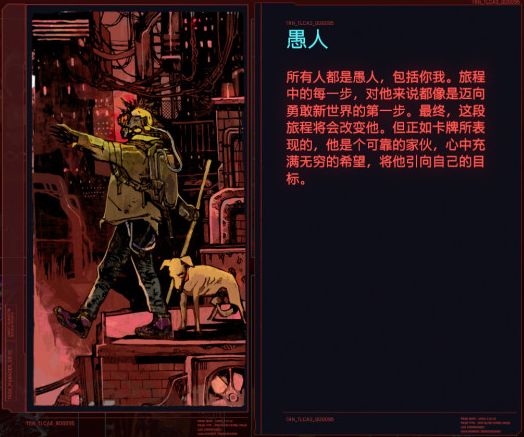 TRN_TLCAS_800095
愚人
所有人都是愚人，包括你我。旅程
中的每一步，对他来说都像是迈向
勇敢新世界的第一步。最终，这段
旅程将会改变他。但正如卡牌所表
现的，他是个可靠的家伙，心中充
满无穷的希望，将他引向自己的目
标。
TRN_TLCAS_800095
TRN_TLCAS_800095